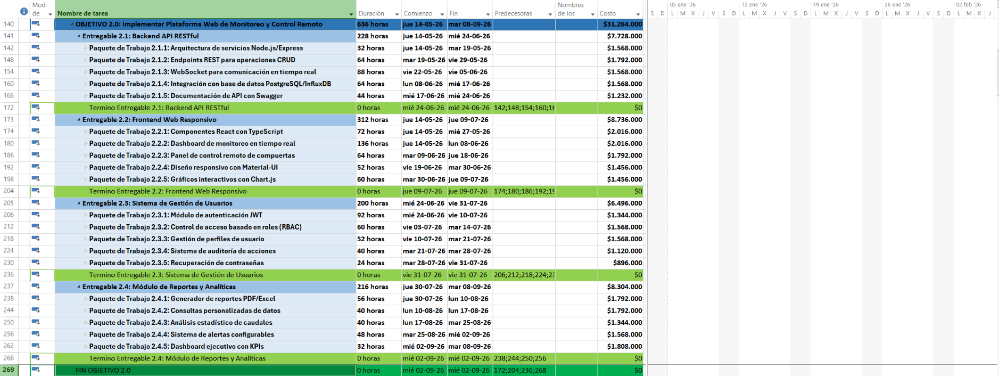 Modo de Nombre de tarea Duración Comienzo Fin Predecesoras Nombres de los Costo
05 ene '26 12 ene '26 19 ene '26 26 ene '26 02 feb '26
S D L M X J V S D L M X J V S D L M X J V S D L M X J V S D L M X J
140 OBJETIVO 2.0: Implementar Plataforma Web de Monitoreo y Control Remoto 636 horas jue 14-05-26 mar 08-09-26 $31.264.000
141 Entregable 2.1: Backend API RESTful 228 horas jue 14-05-26 mié 24-06-26 $7.728.000
142 Paquete de Trabajo 2.1.1: Arquitectura de servicios Node.js/Express 32 horas jue 14-05-26 mar 19-05-26 $1.568.000
148 Paquete de Trabajo 2.1.2: Endpoints REST para operaciones CRUD 64 horas mar 19-05-26 vie 29-05-26 $1.792.000
154 Paquete de Trabajo 2.1.3: WebSocket para comunicación en tiempo real 88 horas vie 22-05-26 vie 05-06-26 $1.568.000
160 Paquete de Trabajo 2.1.4: Integración con base de datos PostgreSQL/InfluxDB 64 horas lun 08-06-26 mié 17-06-26 $1.568.000
166 Paquete de Trabajo 2.1.5: Documentación de API con Swagger 44 horas mié 17-06-26 mié 24-06-26 $1.232.000
172 Termino Entregable 2.1: Backend API RESTful 0 horas mié 24-06-26 mié 24-06-26 142;148;154;160;16 $0
173 Entregable 2.2: Frontend Web Responsivo 312 horas jue 14-05-26 jue 09-07-26 $8.736.000
174 Paquete de Trabajo 2.2.1: Componentes React con TypeScript 72 horas jue 14-05-26 mié 27-05-26 $2.016.000
180 Paquete de Trabajo 2.2.2: Dashboard de monitoreo en tiempo real 136 horas jue 14-05-26 lun 08-06-26 $2.016.000
186 Paquete de Trabajo 2.2.3: Panel de control remoto de compuertas 64 horas mar 09-06-26 jue 18-06-26 $1.792.000
192 Paquete de Trabajo 2.2.4: Diseño responsivo con Material-UI 52 horas vie 19-06-26 mar 30-06-26 $1.456.000
198 Paquete de Trabajo 2.2.5: Gráficos interactivos con Chart.js 60 horas mar 30-06-26 jue 09-07-26 $1.456.000
204 Termino Entregable 2.2: Frontend Web Responsivo 0 horas jue 09-07-26 jue 09-07-26 174;180;186;192;19 $0
205 Entregable 2.3: Sistema de Gestión de Usuarios 200 horas mié 24-06-26 vie 31-07-26 $6.496.000
206 Paquete de Trabajo 2.3.1: Módulo de autenticación JWT 92 horas mié 24-06-26 vie 10-07-26 $1.344.000
212 Paquete de Trabajo 2.3.2: Control de acceso basado en roles (RBAC) 60 horas vie 03-07-26 mar 14-07-26 $1.568.000
218 Paquete de Trabajo 2.3.3: Gestión de perfiles de usuario 52 horas vie 10-07-26 mar 21-07-26 $1.568.000
224 Paquete de Trabajo 2.3.4: Sistema de auditoría de acciones 40 horas mar 21-07-26 mar 28-07-26 $1.120.000
230 Paquete de Trabajo 2.3.5: Recuperación de contraseñas 24 horas mar 28-07-26 vie 31-07-26 $896.000
236 Termino Entregable 2.3: Sistema de Gestión de Usuarios 0 horas vie 31-07-26 vie 31-07-26 206;212;218;224;23 $0
237 Entregable 2.4: Módulo de Reportes y Analíticas 216 horas jue 30-07-26 mar 08-09-26 $8.304.000
238 Paquete de Trabajo 2.4.1: Generador de reportes PDF/Excel 56 horas jue 30-07-26 lun 10-08-26 $1.792.000
244 Paquete de Trabajo 2.4.2: Consultas personalizadas de datos 40 horas lun 10-08-26 lun 17-08-26 $1.792.000
250 Paquete de Trabajo 2.4.3: Análisis estadístico de caudales 40 horas lun 17-08-26 mar 25-08-26 $1.344.000
256 Paquete de Trabajo 2.4.4: Sistema de alertas configurables 48 horas mar 25-08-26 mié 02-09-26 $1.568.000
262 Paquete de Trabajo 2.4.5: Dashboard ejecutivo con KPIs 32 horas mié 02-09-26 mar 08-09-26 $1.808.000
268 Termino Entregable 2.4: Módulo de Reportes y Analíticas 0 horas mié 02-09-26 mié 02-09-26 238;244;250;256 $0
269 FIN OBJETIVO 2.0 0 horas mié 02-09-26 mié 02-09-26 172;204;236;268 $0